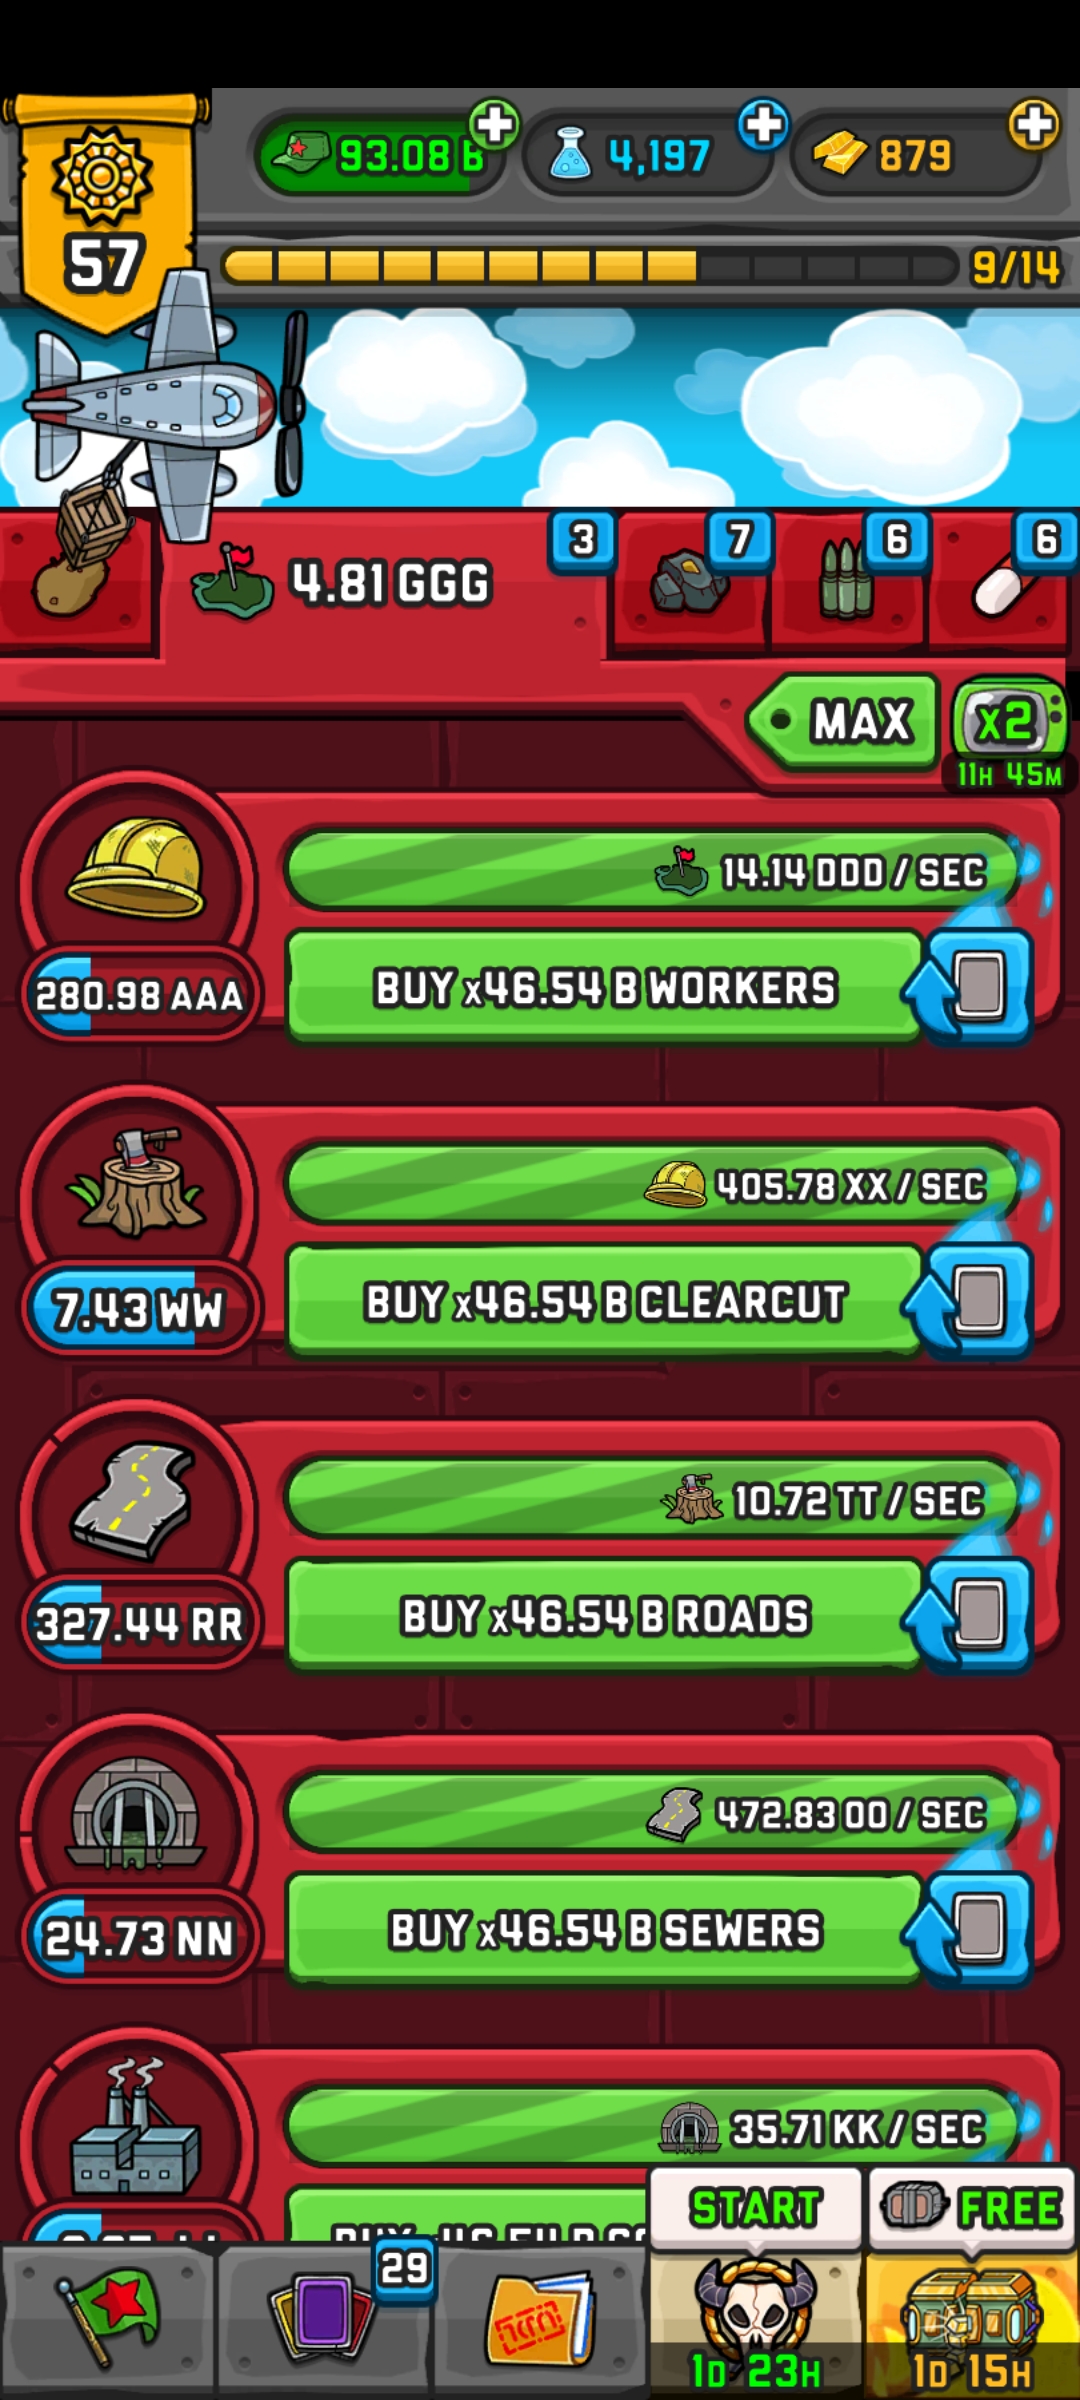 93.08 B
4,197
879
57
9/14
4.81 GGG
3
7
6
6
MAX
x2
11H 45M
14.14 DDD / SEC
280.98 AAA
BUY x46.54 B WORKERS
405.78 XX / SEC
7.43 WW
BUY x46.54 B CLEARCUT
10.72 TT / SEC
327.44 RR
BUY x46.54 B ROADS
472.83 OO / SEC
24.73 NN
BUY x46.54 B SEWERS
35.71 KK / SEC
START
FREE
29
1D 23H
1D 15H